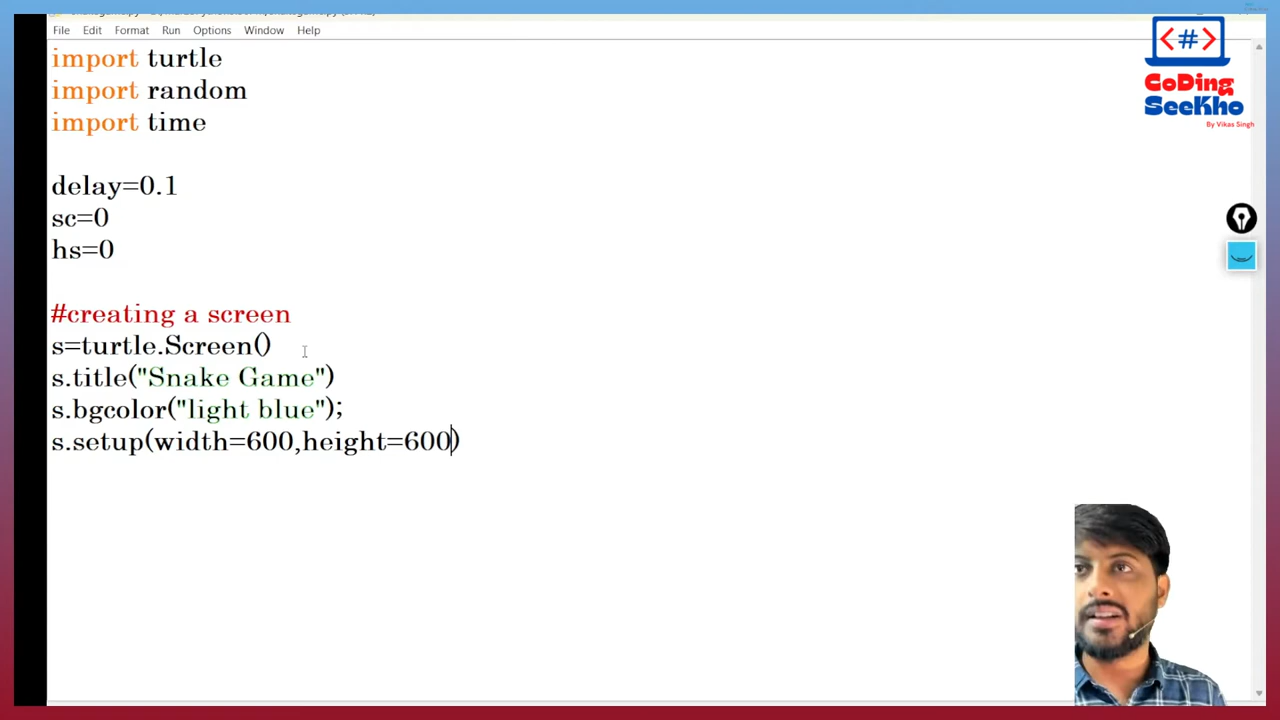 File Edit Format Run Options Window Help
import turtle
import random
import time
delay=0.1
sc=0
hs=0
#creating a screen
s=turtle.Screen()
s.title("Snake Game")
s.bgcolor("light blue");
s.setup(width=600,height=600)
<#>
CoDing
SeeKho
By Vikas Singh